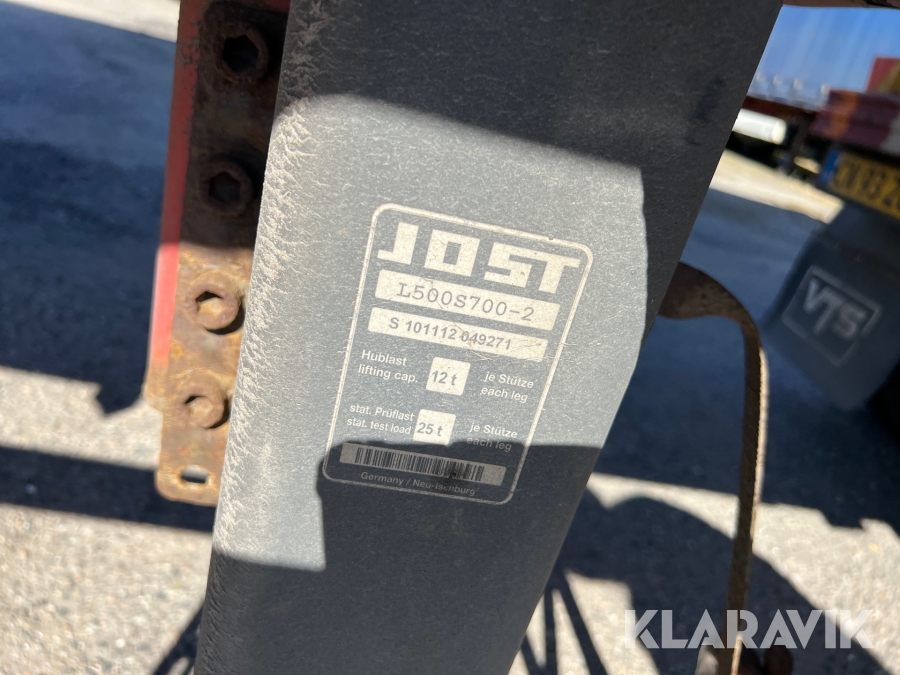 JOST
L500S700-2
S 101112 049271
Hublast
lifting cap.
12 t
je Stütze
each leg
stat. Prüflast
stat. test load
25 t
je Stütze
each leg
Germany / Neu-Isenburg
VTS
KLARAVIK